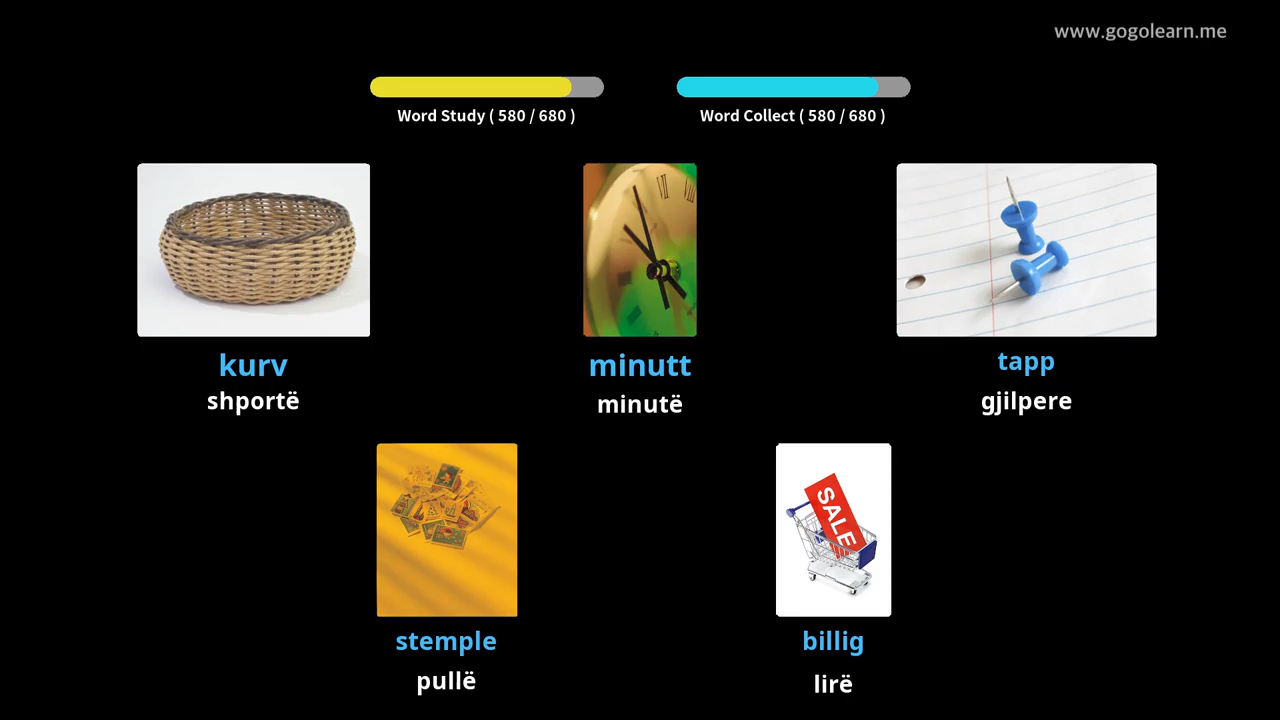 www.gogolearn.me
Word Study ( 580 / 680 )
Word Collect ( 580 / 680 )
kurv
shportë
minutt
minutë
tapp
gjilpere
SALE
stemple
pullë
billig
lirë